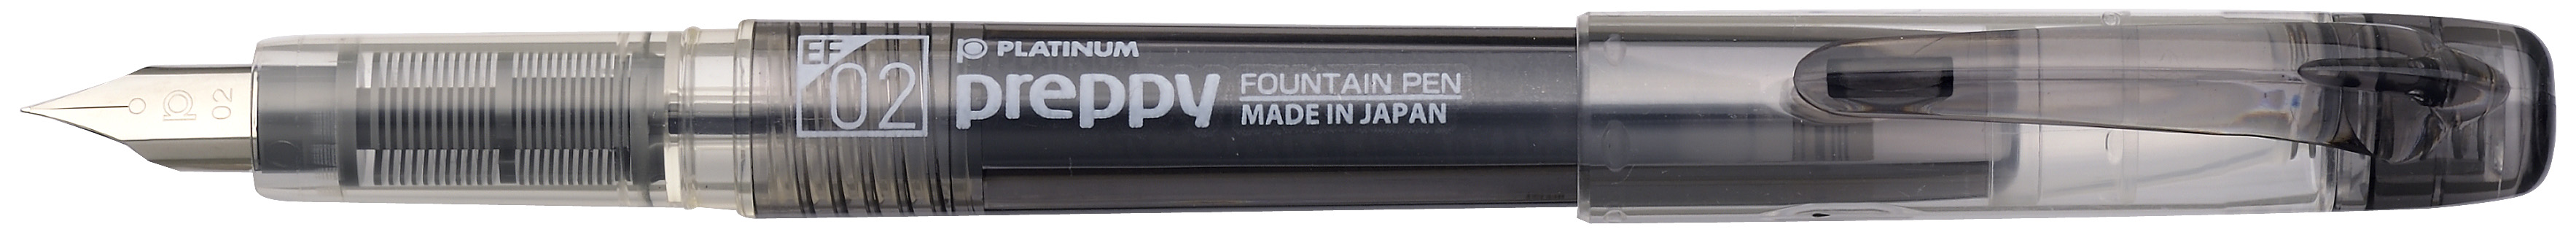 02
EF
02
PLATINUM
preppy
FOUNTAIN PEN
MADE IN JAPAN